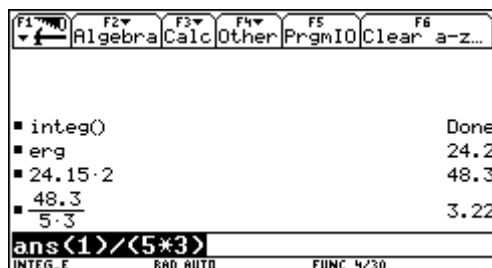 F1 F2 F3 F4 F5 F6
Algebra Calc Other PrgmIO Clear a-z…
integ() Done
erg 24.2
24.15·2 48.3
48.3
5·3 3.22
ans(1)/(5*3)
INTEG_E RAD AUTO FUNC 4/30